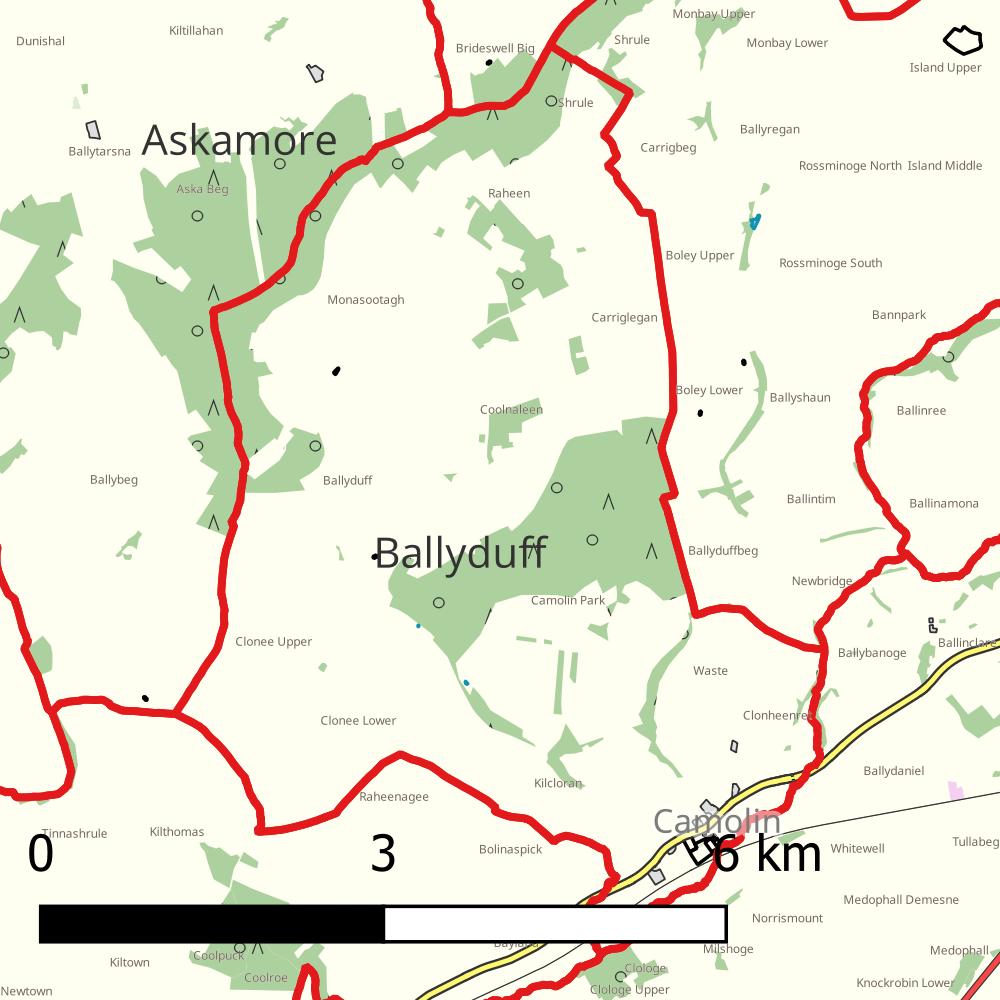 Monbay Upper
Kiltillahan
Dunishal
Shrule
Monbay Lower
Brideswell Big
Island Upper
Shrule
Ballyregan
Askamore
Carrigbeg
Ballytarsna
Rossminoge North
Island Middle
Aska Beg
Raheen
Boley Upper
Rossminoge South
Monasootagh
Bannpark
Carriglegan
Boley Lower
Ballyshaun
Coolnaleen
Ballinree
Ballybeg
Ballyduff
Ballintim
Ballinamona
Ballyduff
Ballyduffbeg
Newbridge
Camolin Park
Clonee Upper
Ballinclare
Ballybanoge
Waste
Clonheenre
Clonee Lower
Ballydaniel
Kilcloran
Raheenagee
Camolin
Tinnashrule
Kilthomas
Tullabeg
Bolinaspick
Whitewell
0 3 6 km
Medophall Demesne
Norrismount
Milshoge
Medophall
Coolpuck
Kiltown
Clologe
Coolroe
Knockrobin Lower
Clologe Upper
Newtown